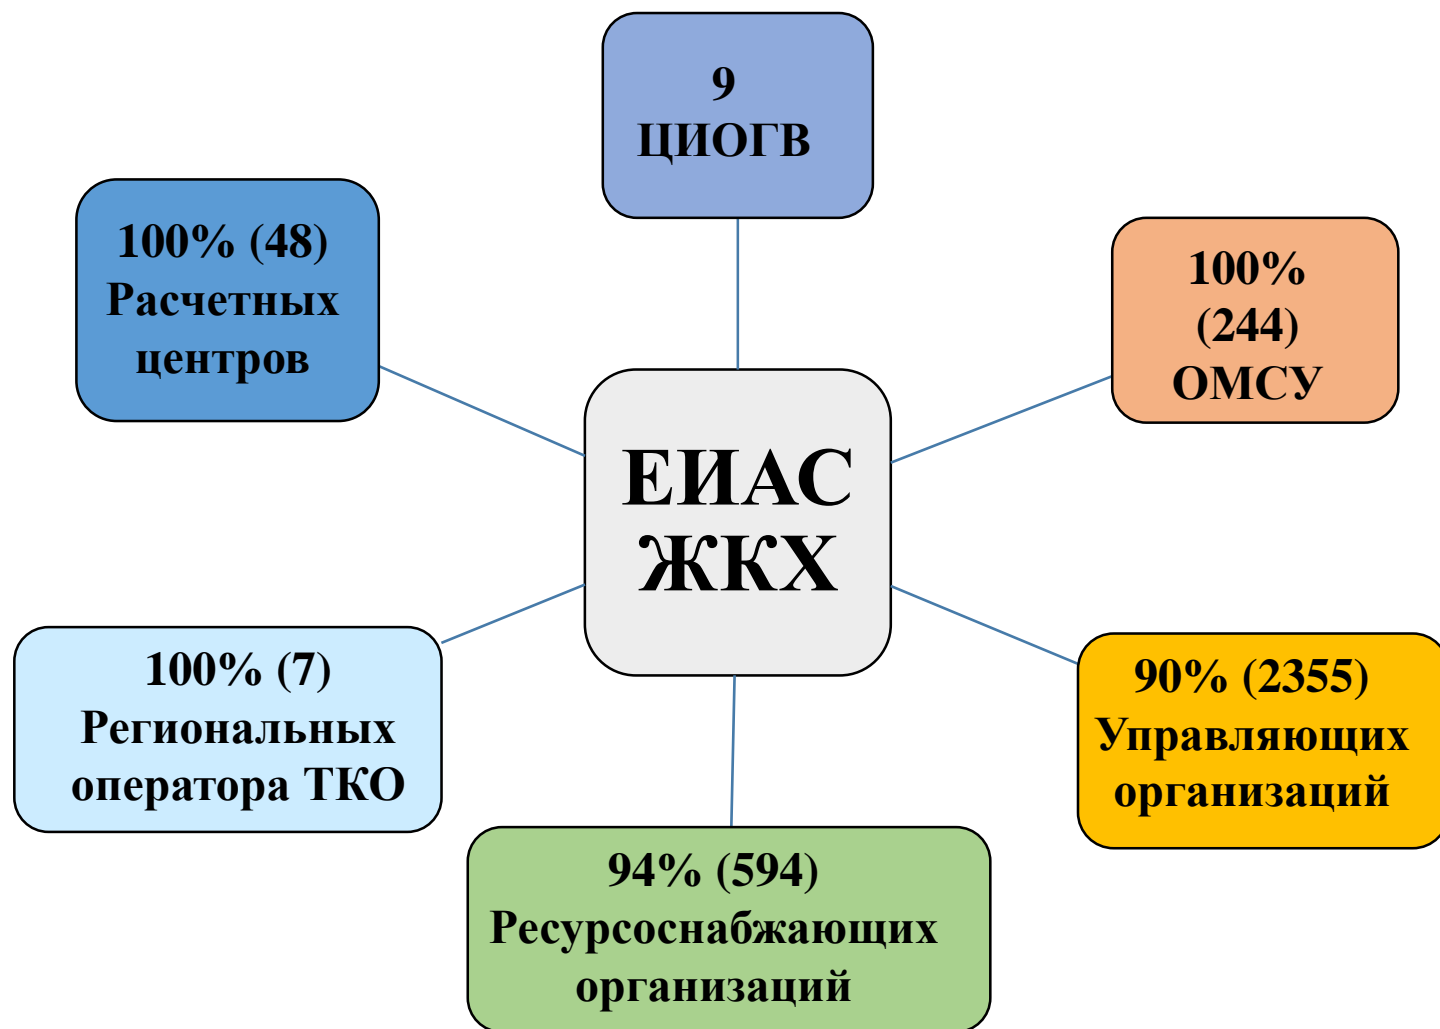 9
ЦИОГВ
100% (48)
Расчетных
центров
100%
(244)
ОМСУ
ЕИАС
ЖКХ
100% (7)
Региональных
оператора ТКО
90% (2355)
Управляющих
организаций
94% (594)
Ресурсоснабжающих
организаций